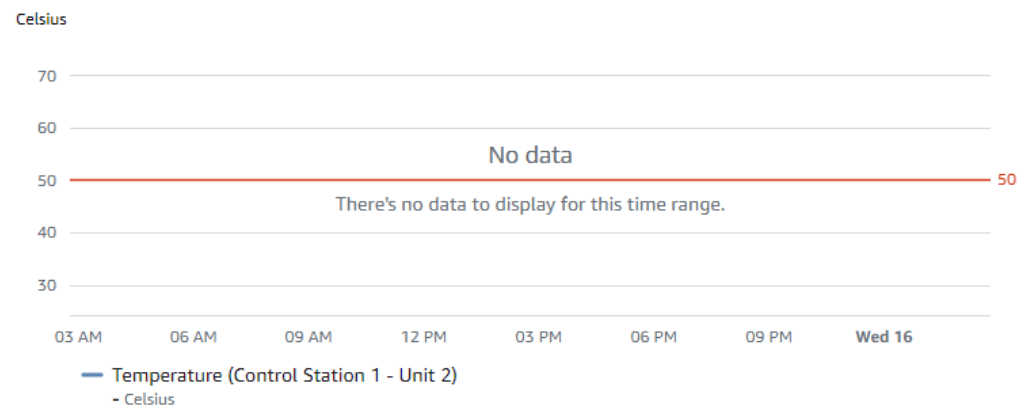 Celsius
70
60
No data
50
50
There's no data to display for this time range.
40
30
03 AM 06 AM 09 AM 12 PM 03 PM 06 PM 09 PM Wed 16
Temperature (Control Station 1 - Unit 2)
- Celsius